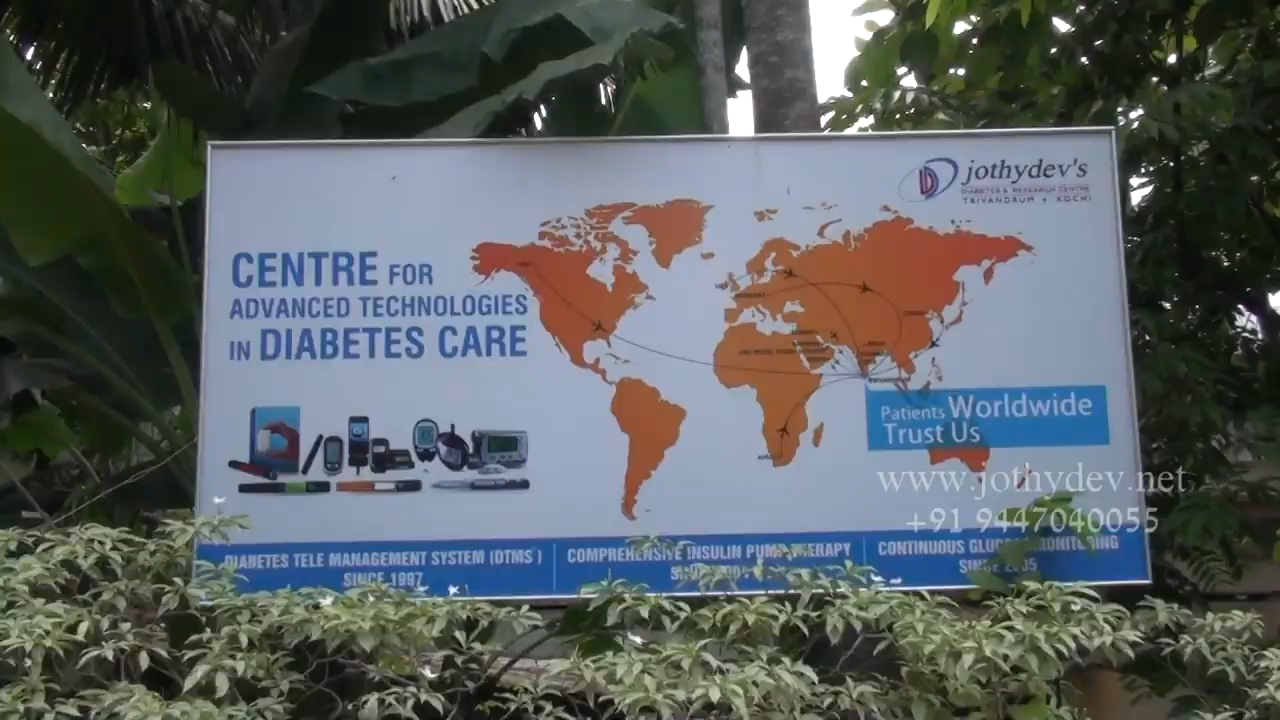 jothydev's
DIABETES & RESEARCH CENTRE
TRIVANDRUM + KOCHI
CENTRE FOR
ADVANCED TECHNOLOGIES
IN DIABETES CARE
Patients Worldwide
Trust Us
www.jothydev.net
+91 9447040055
DIABETES TELE MANAGEMENT SYSTEM (DTMS)
SINCE 1997
COMPREHENSIVE INSULIN PUMP THERAPY
CONTINUOUS GLUCOSE MONITORING